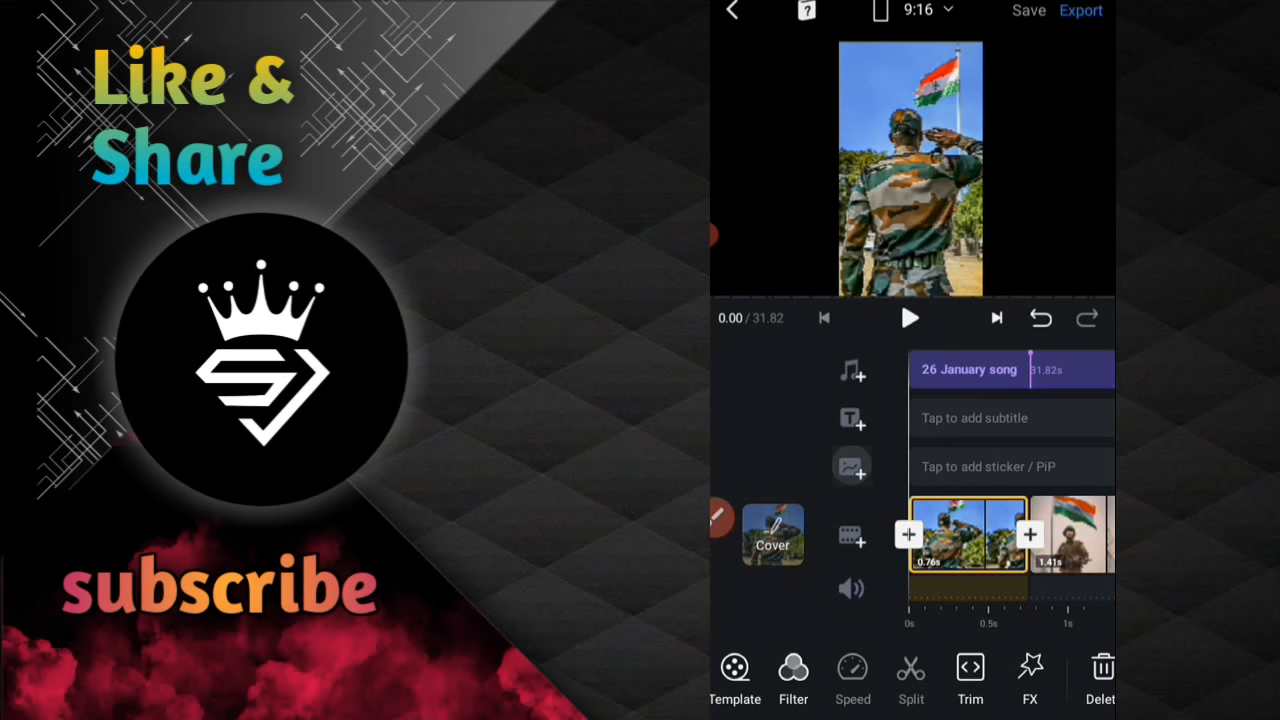 Like &
Share
subscribe
9:16
Save
Export
0.00 / 31.82
26 January song
31.82s
Tap to add subtitle
Tap to add sticker / PiP
Cover
0.76s
1.41s
0s
0.5s
1s
Template
Filter
Speed
Split
Trim
FX
Delet